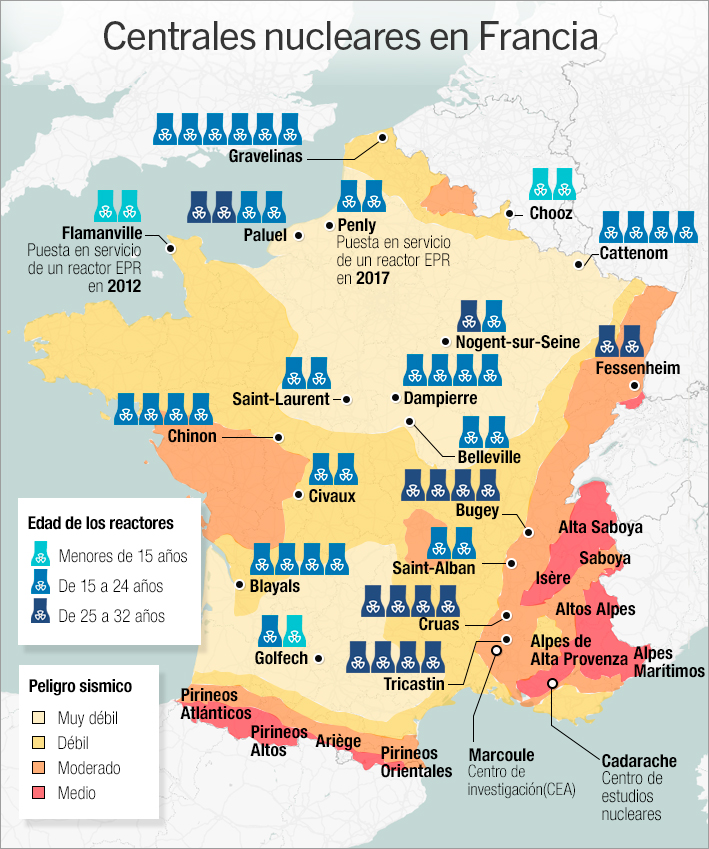 Centrales nucleares en Francia
Gravelinas
Chooz
Flamanville
Puesta en servicio
de un reactor EPR
en 2012
Paluel
Penly
Puesta en servicio
de un reactor EPR
en 2017
Cattenom
Nogent-sur-Seine
Fessenheim
Saint-Laurent
Dampierre
Chinon
Belleville
Civaux
Bugey
Edad de los reactores
Menores de 15 años
De 15 a 24 años
De 25 a 32 años
Alta Saboya
Saboya
Isère
Saint-Alban
Blayals
Altos Alpes
Cruas
Alpes de
Alta Provenza
Alpes
Marítimos
Golfech
Tricastin
Peligro sismico
Muy débil
Débil
Moderado
Medio
Pirineos
Atlánticos
Pirineos
Altos
Ariège
Pirineos
Orientales
Marcoule
Centro de
investigación(CEA)
Cadarache
Centro de
estudios
nucleares